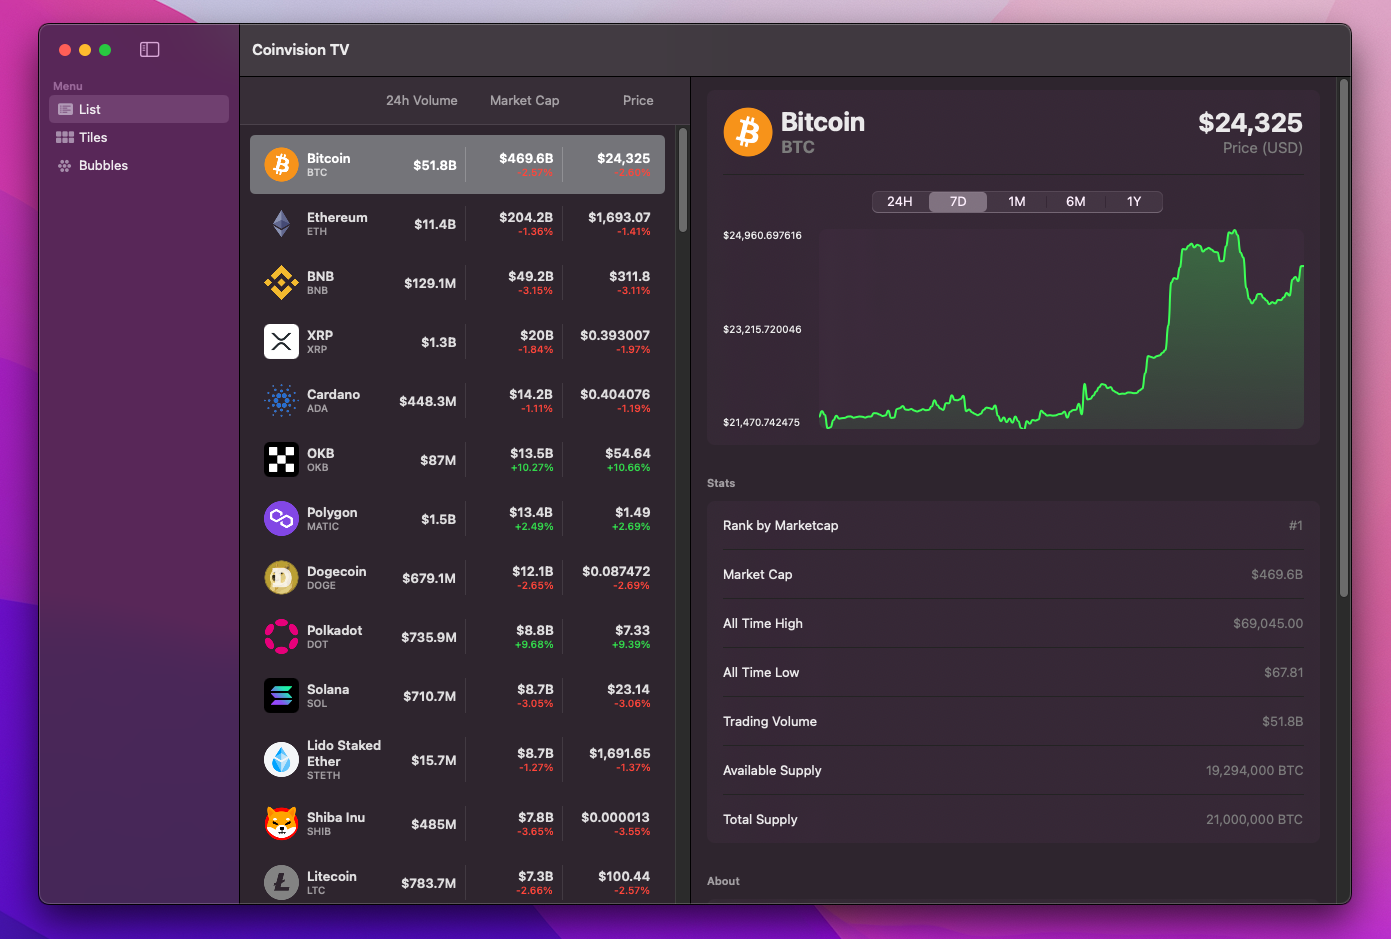 Coinvision TV
Menu
List
Tiles
Bubbles
24h Volume Market Cap Price
Bitcoin
BTC
$51.8B
$469.6B
$24,325
Ethereum
ETH
$11.4B
$204.2B
-1.36%
$1,693.07
-1.41%
BNB
BNB
$129.1M
$49.2B
-3.15%
$311.8
-3.11%
XRP
XRP
$1.3B
$20B
-1.84%
$0.393007
-1.97%
Cardano
ADA
$448.3M
$14.2B
-1.11%
$0.404076
-1.19%
OKB
OKB
$87M
$13.5B
+10.27%
$54.64
+10.66%
Polygon
MATIC
$1.5B
$13.4B
+2.49%
$1.49
+2.69%
Dogecoin
DOGE
$679.1M
$12.1B
-2.65%
$0.087472
-2.69%
Polkadot
DOT
$735.9M
$8.8B
+9.68%
$7.33
+9.39%
Solana
SOL
$710.7M
$8.7B
-3.05%
$23.14
-3.06%
Lido Staked
Ether
STETH
$15.7M
$8.7B
-1.27%
$1,691.65
-1.37%
Shiba Inu
SHIB
$485M
$7.8B
-3.65%
$0.000013
-3.55%
Litecoin
LTC
$783.7M
$7.3B
-2.66%
$100.44
-2.57%
Bitcoin
BTC
$24,325
Price (USD)
24H 7D 1M 6M 1Y
$24,960.697616
$23,215.720046
$21,470.742475
Stats
Rank by Marketcap #1
Market Cap $469.6B
All Time High $69,045.00
All Time Low $67.81
Trading Volume $51.8B
Available Supply 19,294,000 BTC
Total Supply 21,000,000 BTC
About